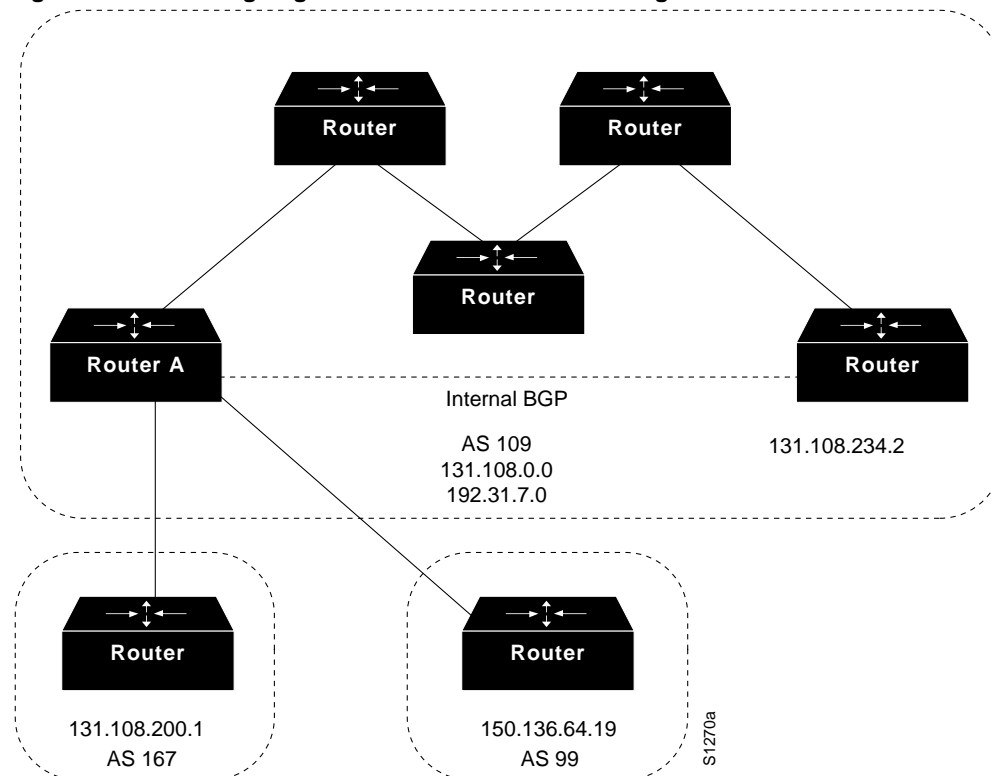 Router
Router
Router
Router A
Router
Internal BGP
AS 109
131.108.0.0
192.31.7.0
131.108.234.2
Router
Router
131.108.200.1
AS 167
150.136.64.19
AS 99
S1270a